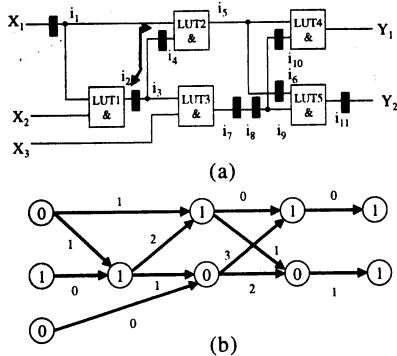 X1 i1 LUT2 & i5 LUT4 & Y1
i2 i4 i10
LUT1 & i3 LUT3 & i6 LUT5 & Y2
X2 i7 i8 i9 i11
X3
(a)
0 1 1 0 1 0 1
1 2 3 1
1 0 1 1 0 2 0 1 1
0 0
(b)